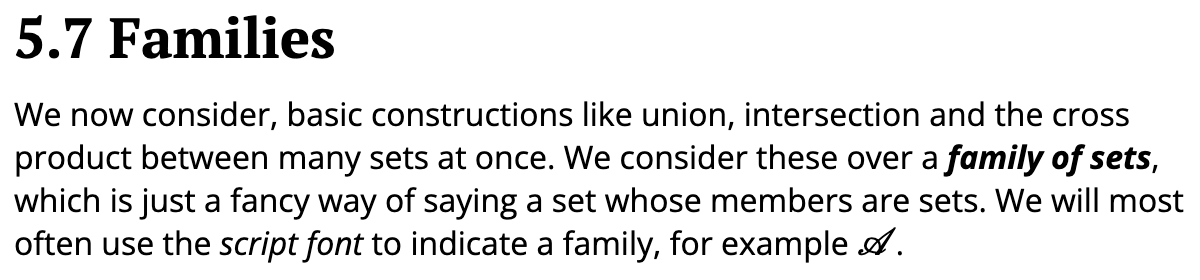 5.7 Families
We now consider, basic constructions like union, intersection and the cross
product between many sets at once. We consider these over a family of sets,
which is just a fancy way of saying a set whose members are sets. We will most
often use the script font to indicate a family, for example 𝒜.